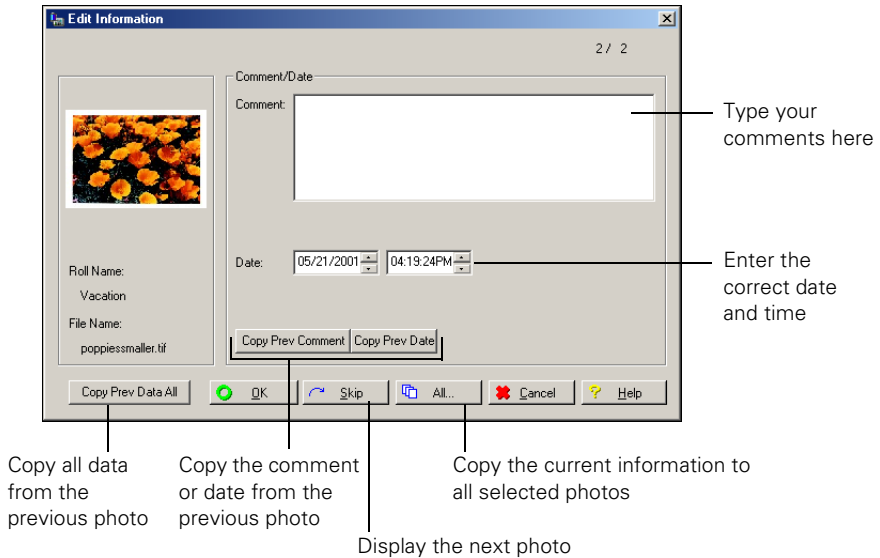 Edit Information
2/ 2
Comment/Date
Comment:
Type your
comments here
Date:
05/21/2001
04:19:24PM
Enter the
correct date
and time
Roll Name:
Vacation
File Name:
poppiessmaller.tif
Copy Prev Comment
Copy Prev Date
Copy Prev Data All
OK
Skip
All...
Cancel
Help
Copy all data
from the
previous photo
Copy the comment
or date from the
previous photo
Copy the current information to
all selected photos
Display the next photo